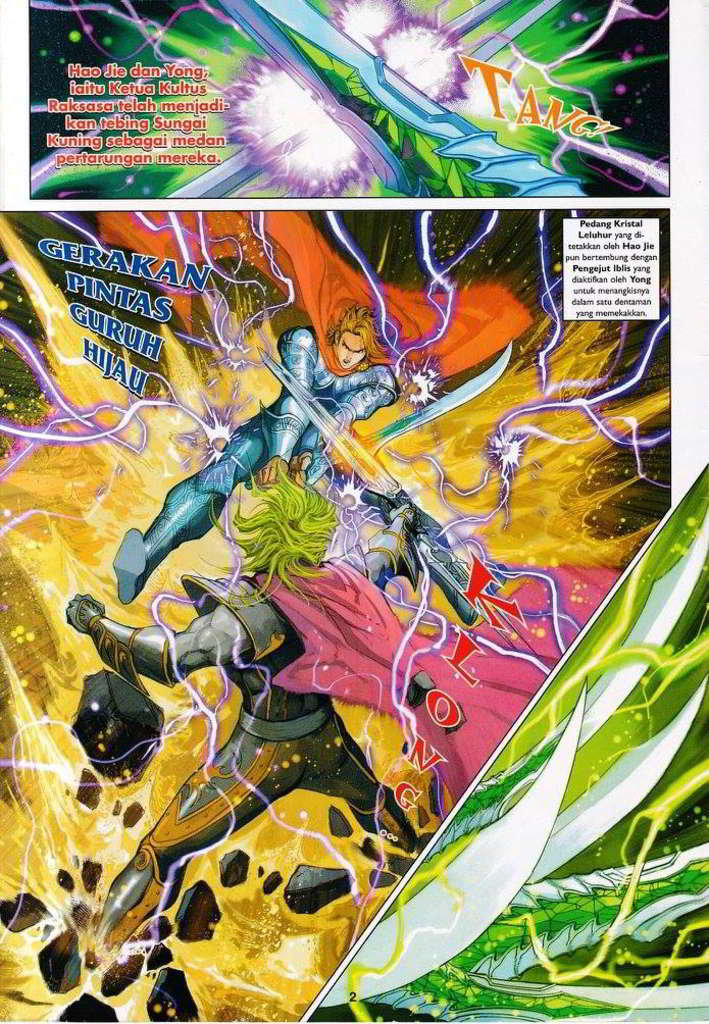 Hao Jie dan Yong,
iaitu Ketua Kultus
Raksasa telah menjadi-
kan tebing Sungai
Kuning sebagai medan
pertarungan mereka.
TANG!
GERAKAN
PINTAS
GURUH
HIJAU
Pedang Kristal
Leluhur yang di-
tetakkan oleh Hao Jie
pun bertembung dengan
Pengejut Iblis yang
diaktifkan oleh Yong
untuk menangkisnya
dalam satu dentaman
yang memekakkan.
KLONG...
2